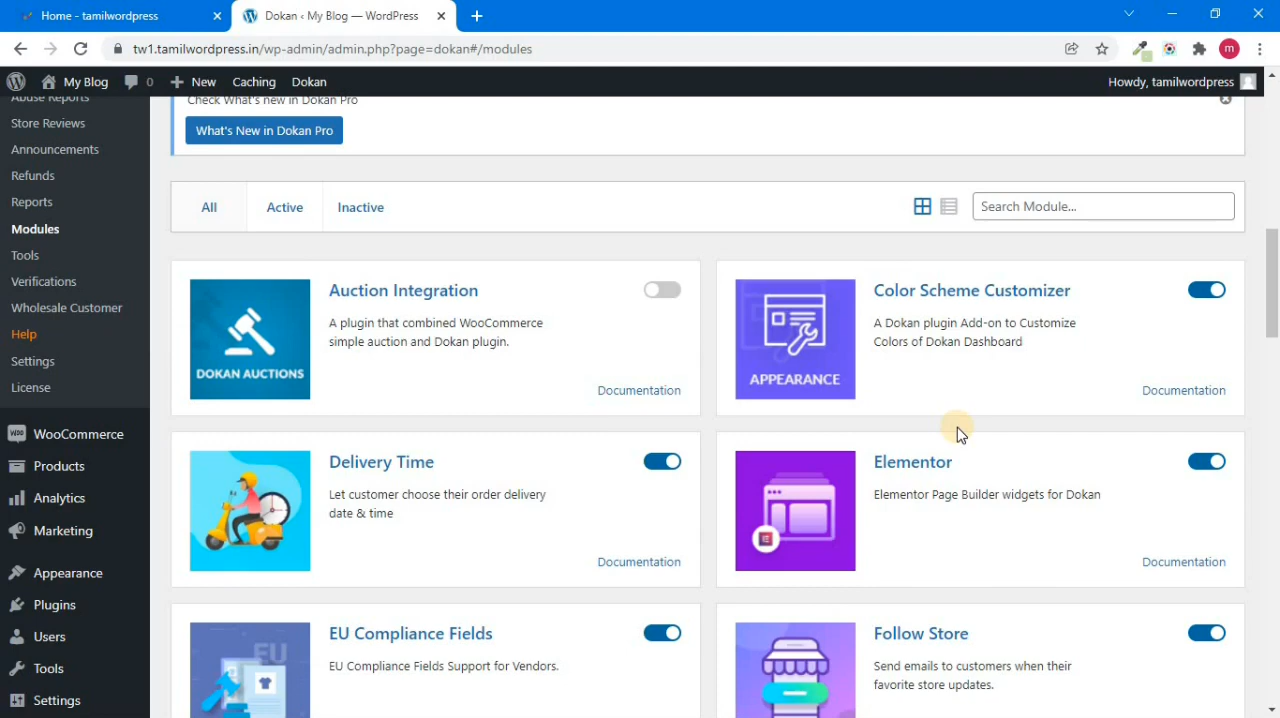 Home - tamilwordpress
Dokan ‹ My Blog — WordPress
tw1.tamilwordpress.in/wp-admin/admin.php?page=dokan#/modules
m
My Blog
0
New
Caching
Dokan
Howdy, tamilwordpress
Abuse Reports
Store Reviews
Announcements
Refunds
Reports
Modules
Tools
Verifications
Wholesale Customer
Help
Settings
License
WooCommerce
Products
Analytics
Marketing
Appearance
Plugins
Users
Tools
Settings
Check What's new in Dokan Pro
What's New in Dokan Pro
All
Active
Inactive
Search Module...
DOKAN AUCTIONS
Auction Integration
A plugin that combined WooCommerce
simple auction and Dokan plugin.
Documentation
APPEARANCE
Color Scheme Customizer
A Dokan plugin Add-on to Customize
Colors of Dokan Dashboard
Documentation
Delivery Time
Let customer choose their order delivery
date & time
Documentation
Elementor
Elementor Page Builder widgets for Dokan
Documentation
EU
EU Compliance Fields
EU Compliance Fields Support for Vendors.
Follow Store
Send emails to customers when their
favorite store updates.